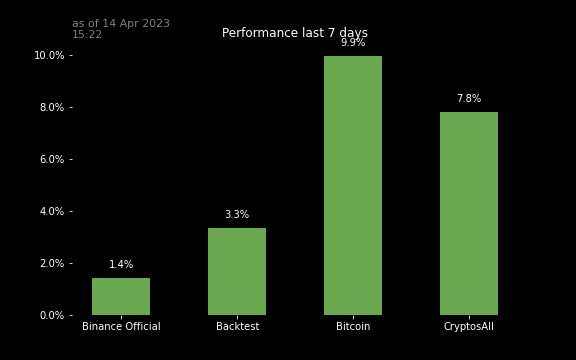 as of 14 Apr 2023
15:22
Performance last 7 days
10.0%
8.0%
6.0%
4.0%
2.0%
0.0%
1.4%
3.3%
9.9%
7.8%
Binance Official
Backtest
Bitcoin
CryptosAll